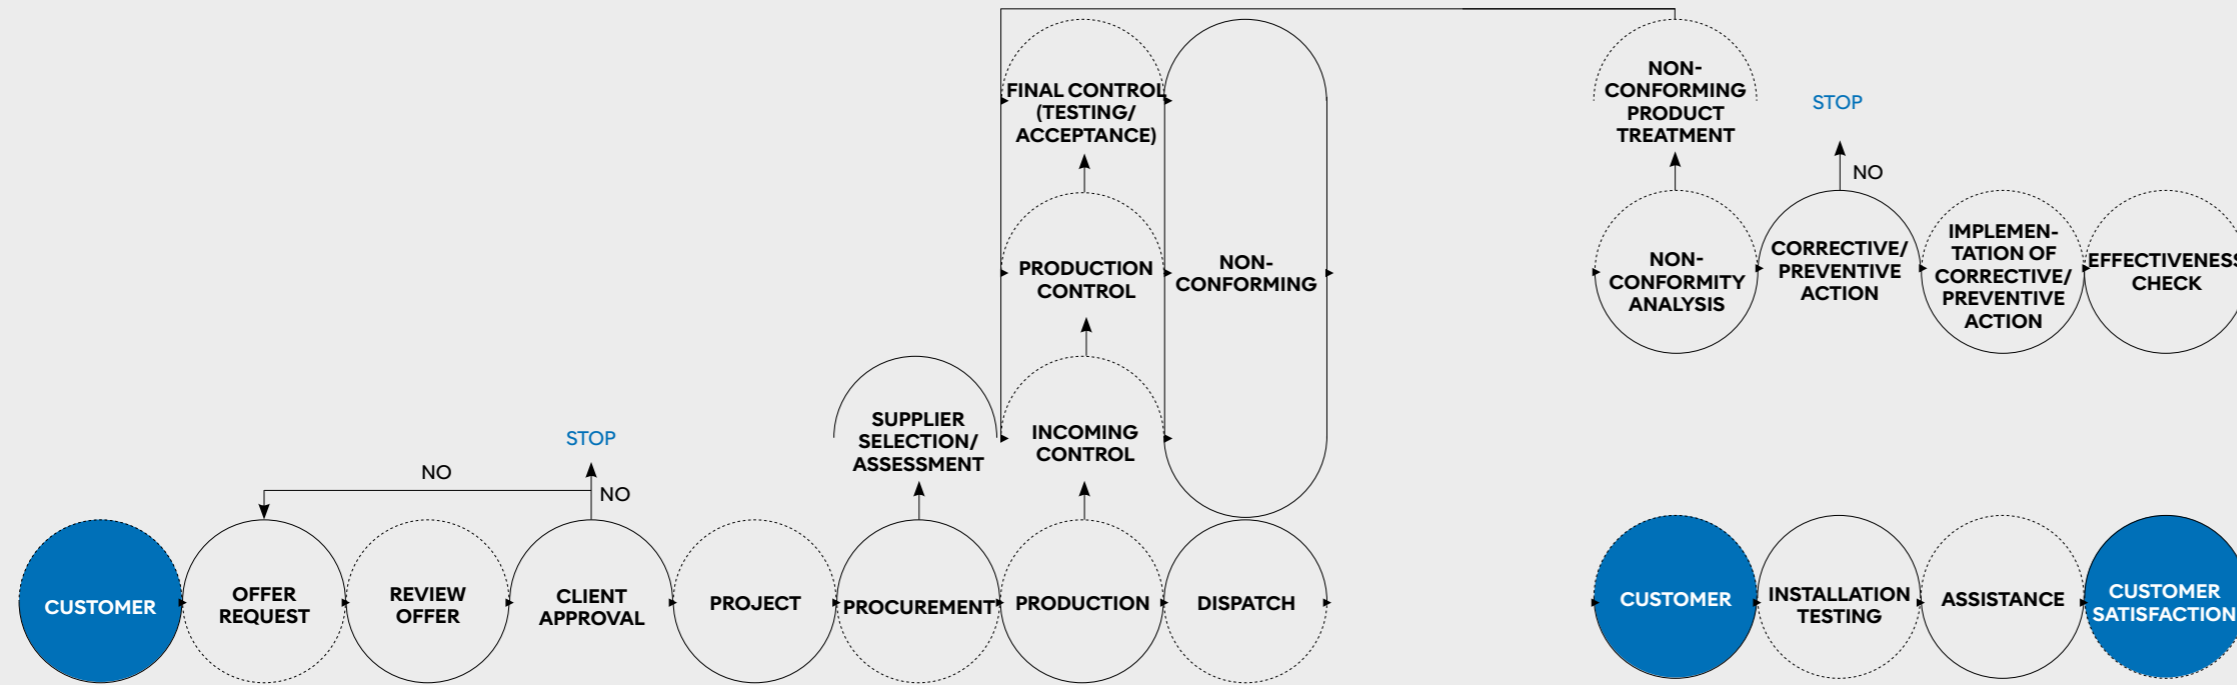 FINAL CONTROL
(TESTING/
ACCEPTANCE)
NON-
CONFORMING
PRODUCT
TREATMENT
STOP
NO
PRODUCTION
CONTROL
NON-
CONFORMING
NON-
CONFORMITY
ANALYSIS
CORRECTIVE/
PREVENTIVE
ACTION
IMPLEMEN-
TATION OF
CORRECTIVE/
PREVENTIVE
ACTION
EFFECTIVENESS
CHECK
SUPPLIER
SELECTION/
ASSESSMENT
INCOMING
CONTROL
STOP
NO
NO
CUSTOMER
OFFER
REQUEST
REVIEW
OFFER
CLIENT
APPROVAL
PROJECT
PROCUREMENT
PRODUCTION
DISPATCH
CUSTOMER
INSTALLATION
TESTING
ASSISTANCE
CUSTOMER
SATISFACTION